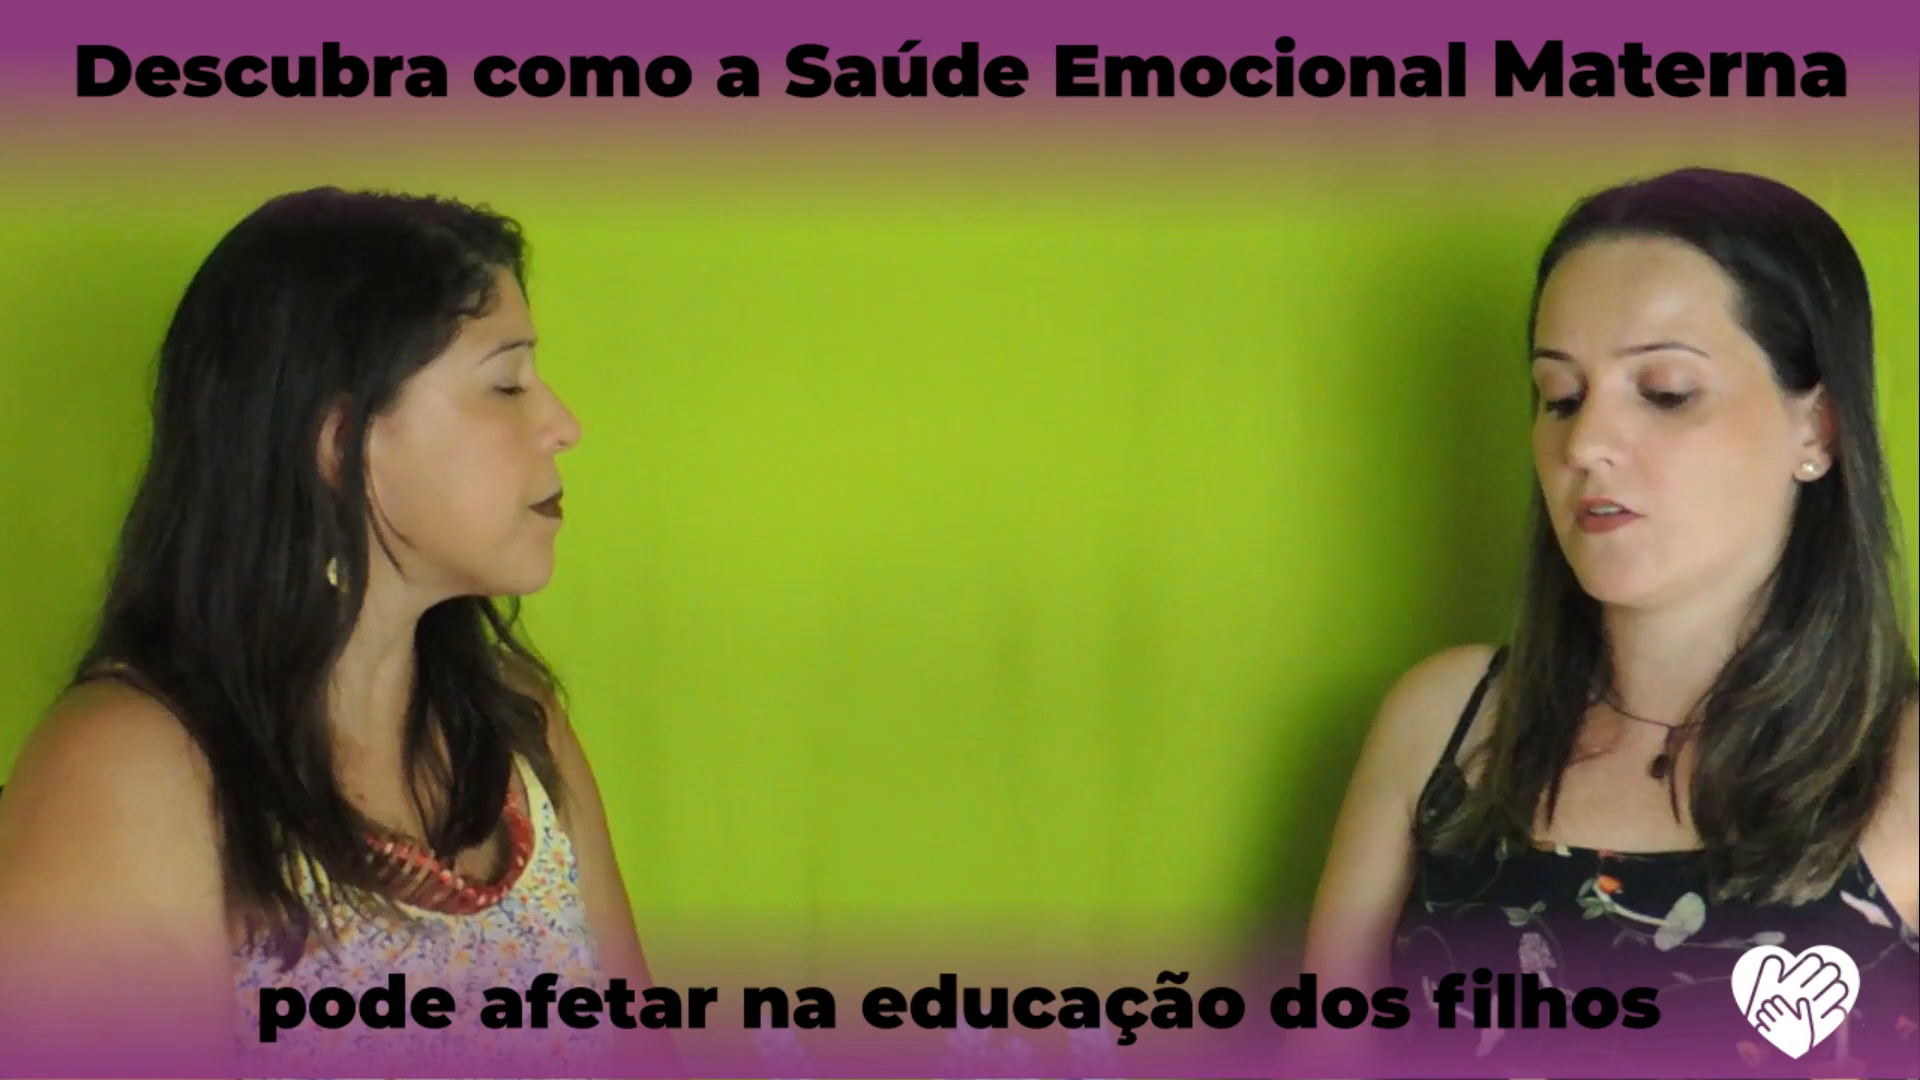 Descubra como a Saúde Emocional Materna
pode afetar na educação dos filhos